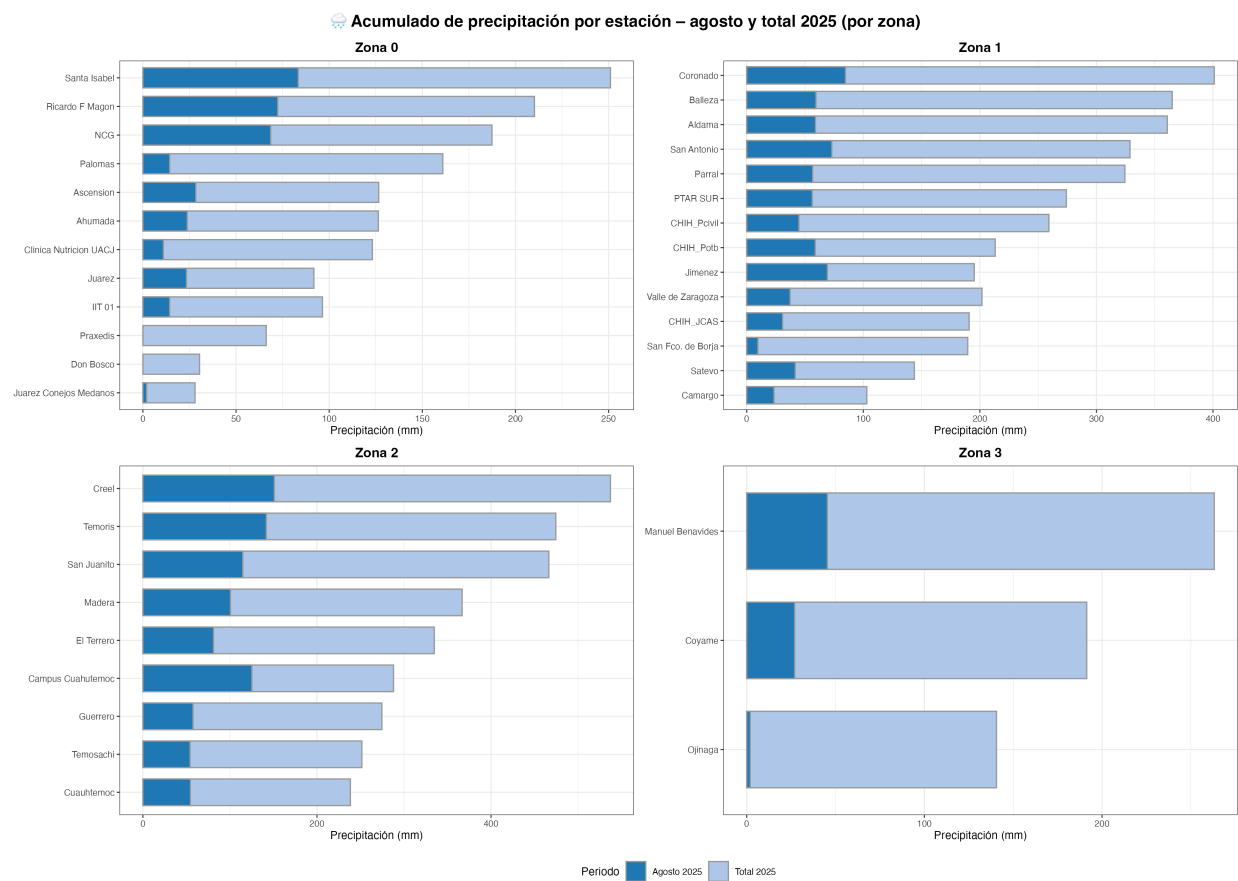 🌧️ Acumulado de precipitación por estación – agosto y total 2025 (por zona)
Zona 0
Santa Isabel
Ricardo F Magon
NCG
Palomas
Ascension
Ahumada
Clinica Nutricion UACJ
Juarez
IIT 01
Praxedis
Don Bosco
Juarez Conejos Medanos
0 50 100 150 200 250
Precipitación (mm)
Zona 1
Coronado
Balleza
Aldama
San Antonio
Parral
PTAR SUR
CHIH_Pcivil
CHIH_Potb
Jimenez
Valle de Zaragoza
CHIH_JCAS
San Fco. de Borja
Satevo
Camargo
0 100 200 300 400
Precipitación (mm)
Zona 2
Creel
Temoris
San Juanito
Madera
El Terrero
Campus Cuahutemoc
Guerrero
Temosachi
Cuauhtemoc
0 200 400
Precipitación (mm)
Zona 3
Manuel Benavides
Coyame
Ojinaga
0 100 200
Precipitación (mm)
Periodo Agosto 2025 Total 2025